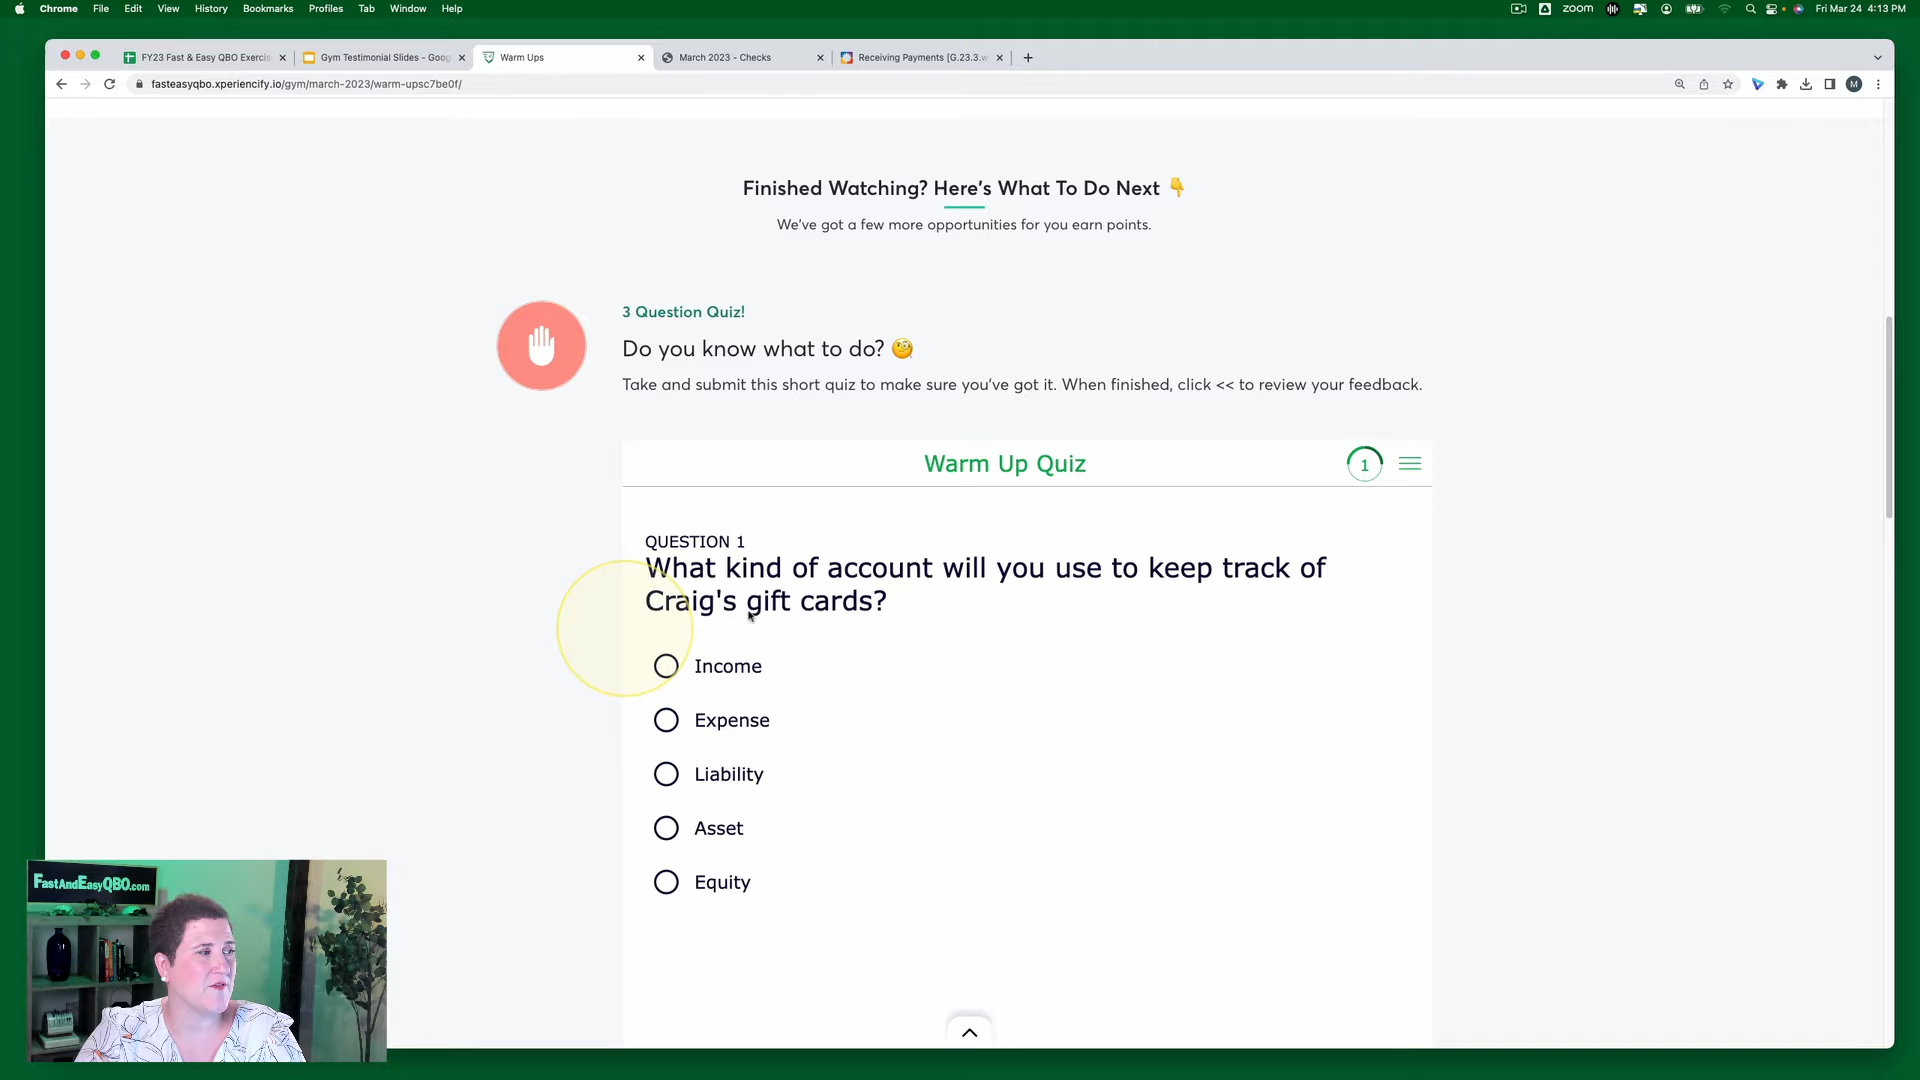 Chrome File Edit View History Bookmarks Profiles Tab Window Help
zoom
Fri Mar 24 4:13 PM
FY23 Fast & Easy QBO Exerci
Gym Testimonial Slides - Goog
Warm Ups
March 2023 - Checks
Receiving Payments [G.23.3.w
fasteasyqbo.xperiencify.io/gym/march-2023/warm-upsc7be0f/
M
Finished Watching? Here's What To Do Next 👇
We've got a few more opportunities for you earn points.
3 Question Quiz!
Do you know what to do? 🧐
Take and submit this short quiz to make sure you've got it. When finished, click << to review your feedback.
Warm Up Quiz
1
QUESTION 1
What kind of account will you use to keep track of
Craig's gift cards?
Income
Expense
Liability
Asset
Equity
FastAndEasyQBO.com